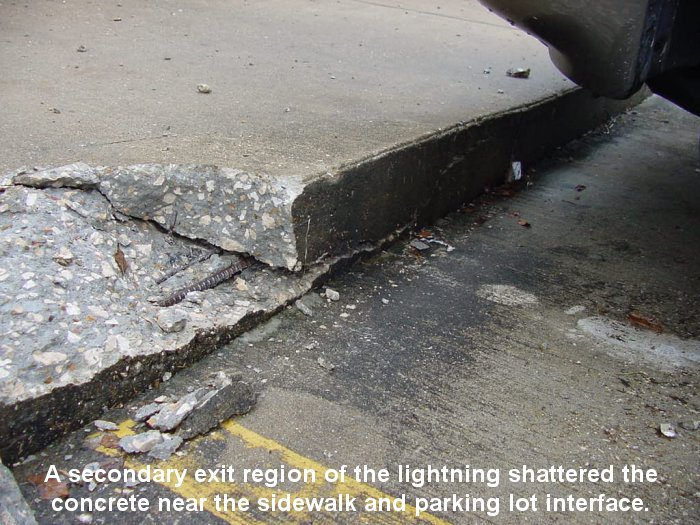 A secondary exit region of the lightning shattered the
concrete near the sidewalk and parking lot interface.